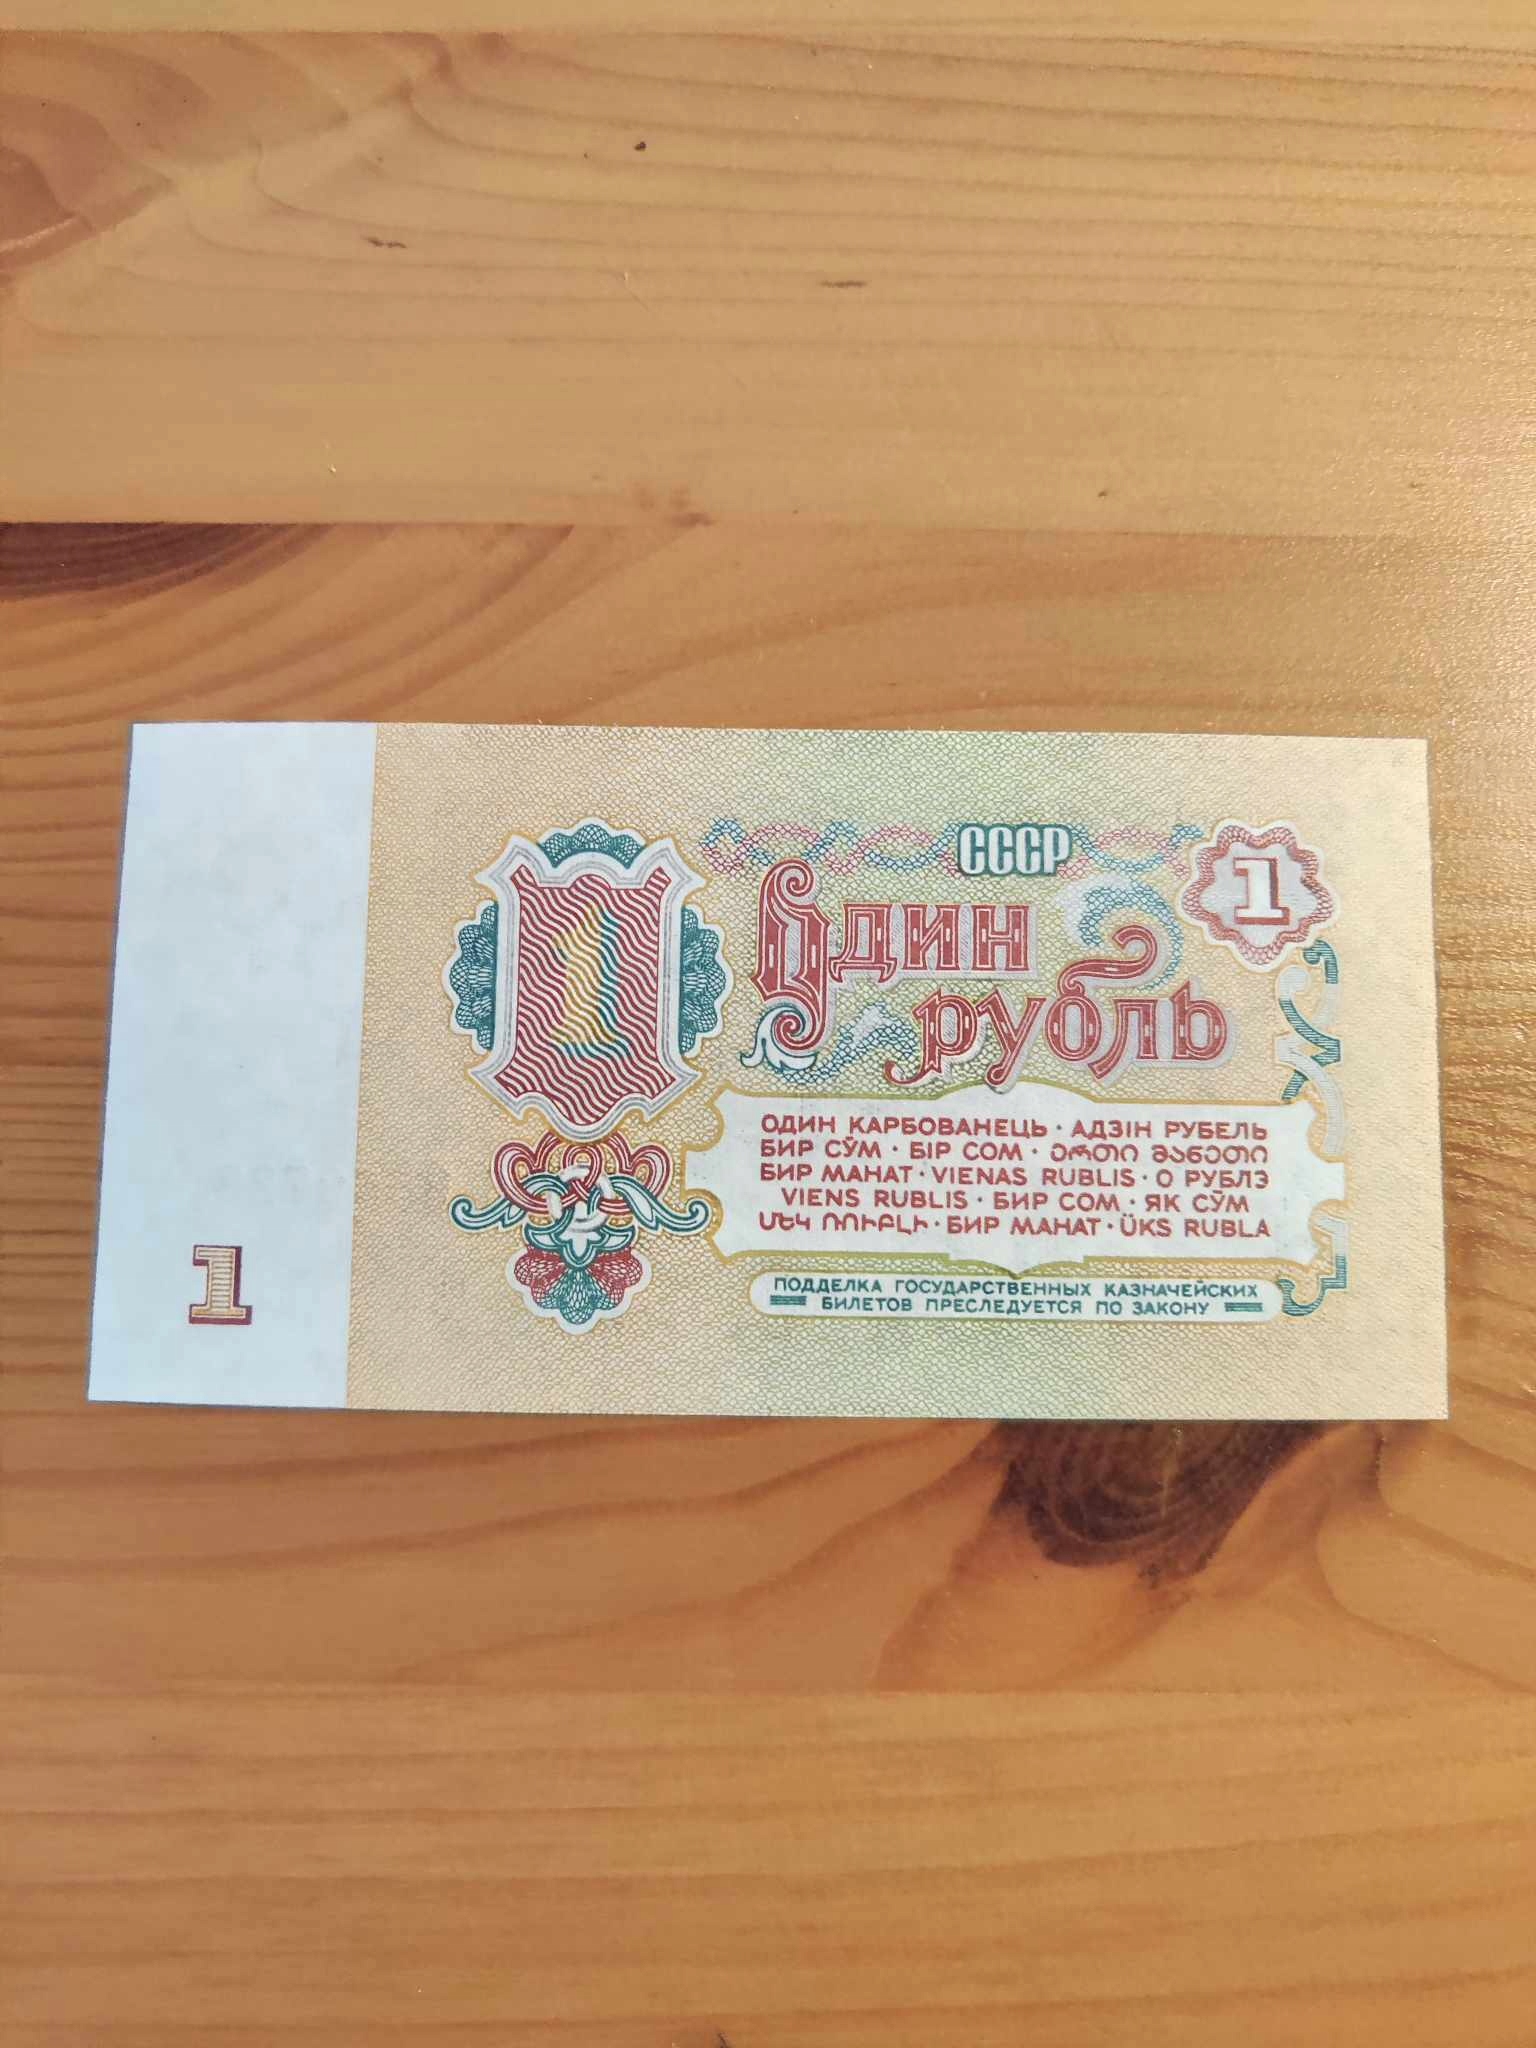 СССР
1
Один
рубль
1
ОДИН КАРБОВАНЕЦЬ · АДЗІН РУБЕЛЬ
БИР СЎМ · БІР СОМ · ᲔᲠᲗᲘ ᲛᲐᲜᲔᲗᲘ
БИР МАНАТ · VIENAS RUBLIS · О РУБЛЭ
VIENS RUBLIS · БИР СОМ · ЯК СӮМ
ՄԵԿ ՌՈՒԲԼԻ · БИР МАНАТ · ÜKS RUBLA
ПОДДЕЛКА ГОСУДАРСТВЕННЫХ КАЗНАЧЕЙСКИХ
БИЛЕТОВ ПРЕСЛЕДУЕТСЯ ПО ЗАКОНУ
1